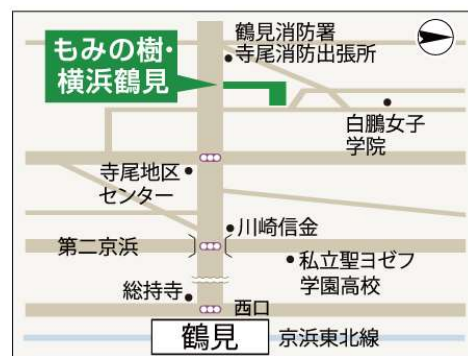 鶴見消防署
寺尾消防出張所
もみの樹・
横浜鶴見
白鵬女子
学院
寺尾地区
センター
川崎信金
第二京浜
私立聖ヨゼフ
学園高校
総持寺
西口
鶴見
京浜東北線